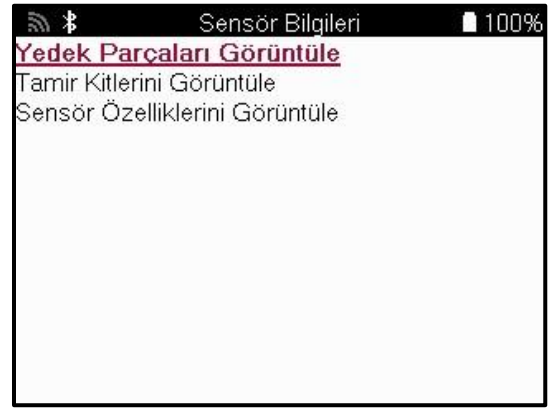 Sensör Bilgileri 100%
Yedek Parçaları Görüntüle
Tamir Kitlerini Görüntüle
Sensör Özelliklerini Görüntüle